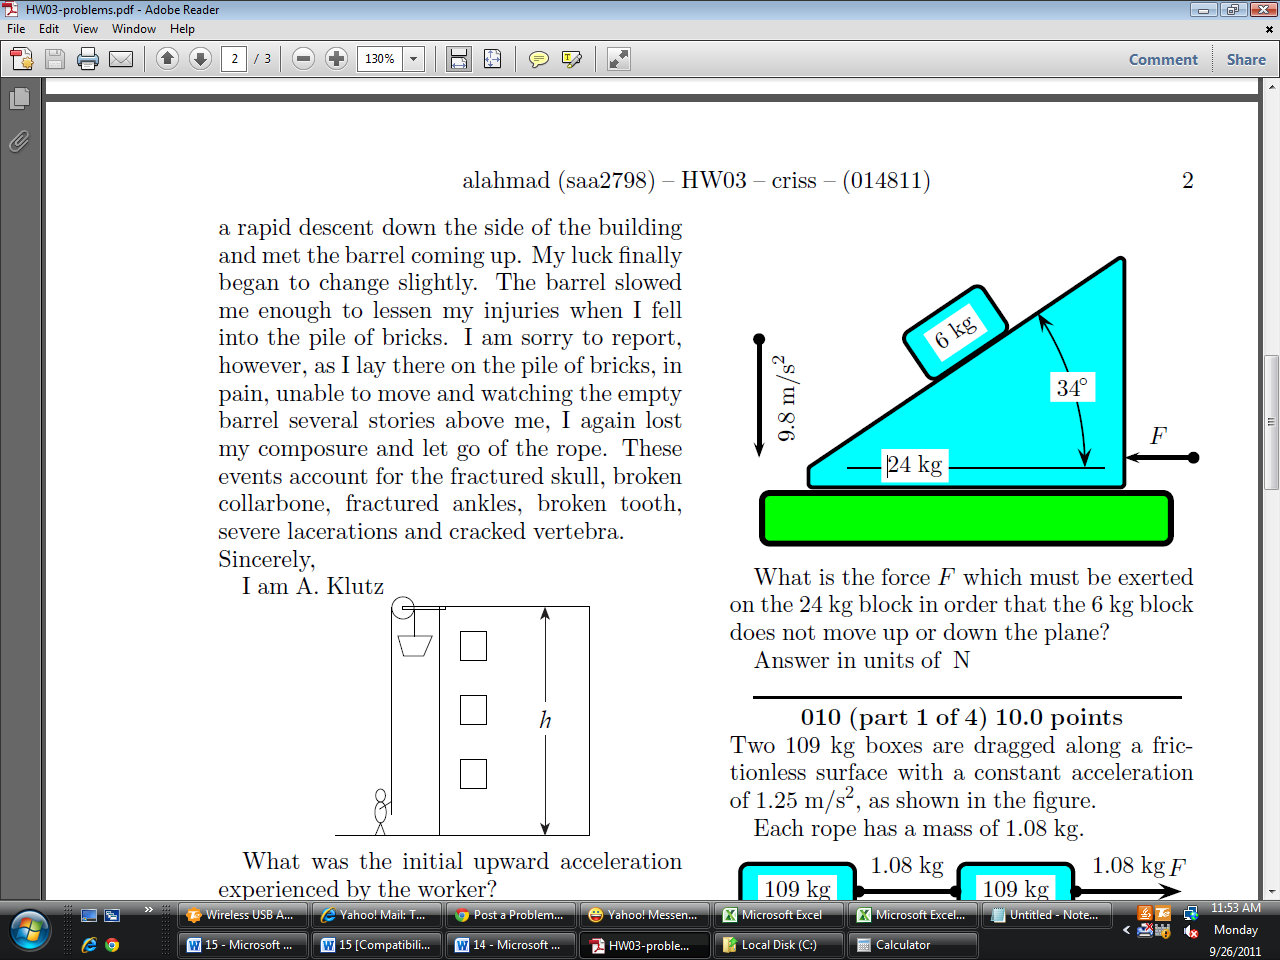 HW03-problems.pdf - Adobe Reader
File Edit View Window Help
2 / 3 130% Comment Share
alahmad (saa2798) – HW03 – criss – (014811) 2
a rapid descent down the side of the building
and met the barrel coming up. My luck finally
began to change slightly. The barrel slowed
me enough to lessen my injuries when I fell
into the pile of bricks. I am sorry to report,
however, as I lay there on the pile of bricks, in
pain, unable to move and watching the empty
barrel several stories above me, I again lost
my composure and let go of the rope. These
events account for the fractured skull, broken
collarbone, fractured ankles, broken tooth,
severe lacerations and cracked vertebra.
Sincerely,
I am A. Klutz
h
What was the initial upward acceleration
experienced by the worker?
6 kg
9.8 m/s²
34°
F
24 kg
What is the force F which must be exerted
on the 24 kg block in order that the 6 kg block
does not move up or down the plane?
Answer in units of N
010 (part 1 of 4) 10.0 points
Two 109 kg boxes are dragged along a fric-
tionless surface with a constant acceleration
of 1.25 m/s², as shown in the figure.
Each rope has a mass of 1.08 kg.
1.08 kg 1.08 kg F
109 kg 109 kg
Wireless USB A... Yahoo! Mail: T... Post a Problem... Yahoo! Messen... Microsoft Excel Microsoft Excel... Untitled - Note... 11:53 AM
Monday
15 - Microsoft ... 15 [Compatibili... 14 - Microsoft ... HW03-proble... Local Disk (C:) Calculator
9/26/2011